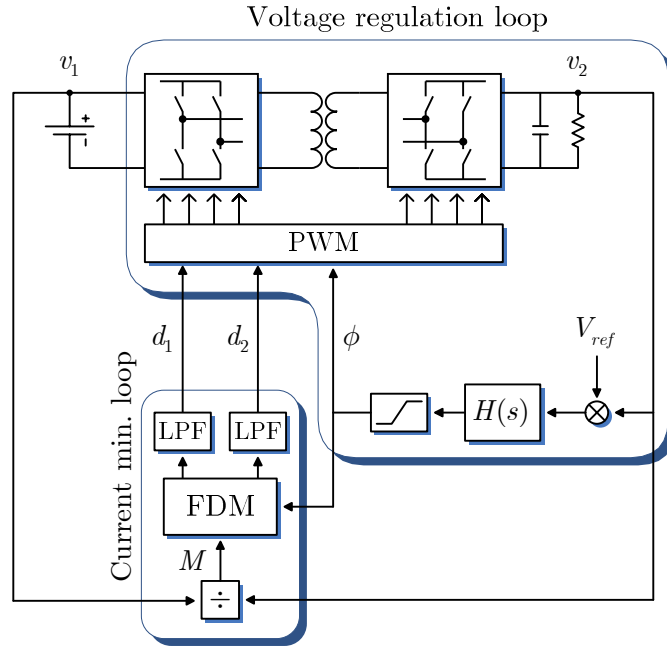 Voltage regulation loop
v1
v2
+
-
PWM
d1
d2
ϕ
Vref
Current min. loop
LPF
LPF
H(s)
FDM
M
÷